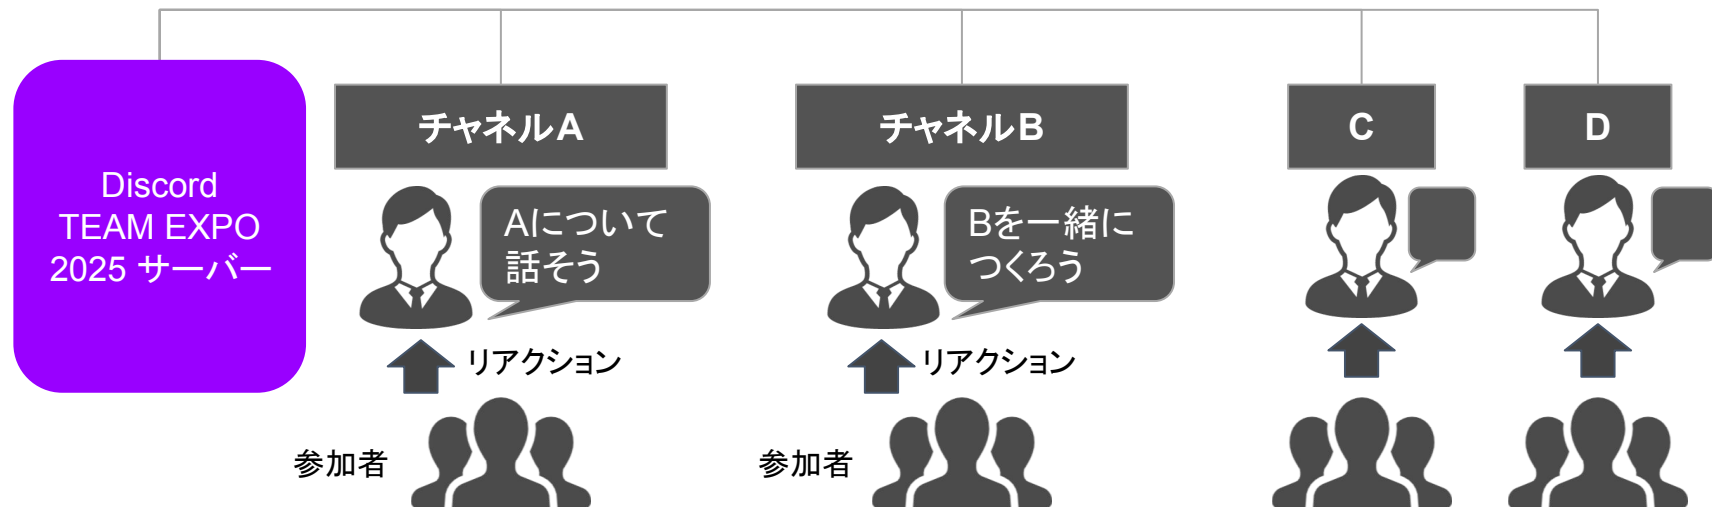 Discord
TEAM EXPO
2025 サーバー
チャネルA
Aについて
話そう
リアクション
参加者
チャネルB
Bを一緒に
つくろう
リアクション
参加者
C
D